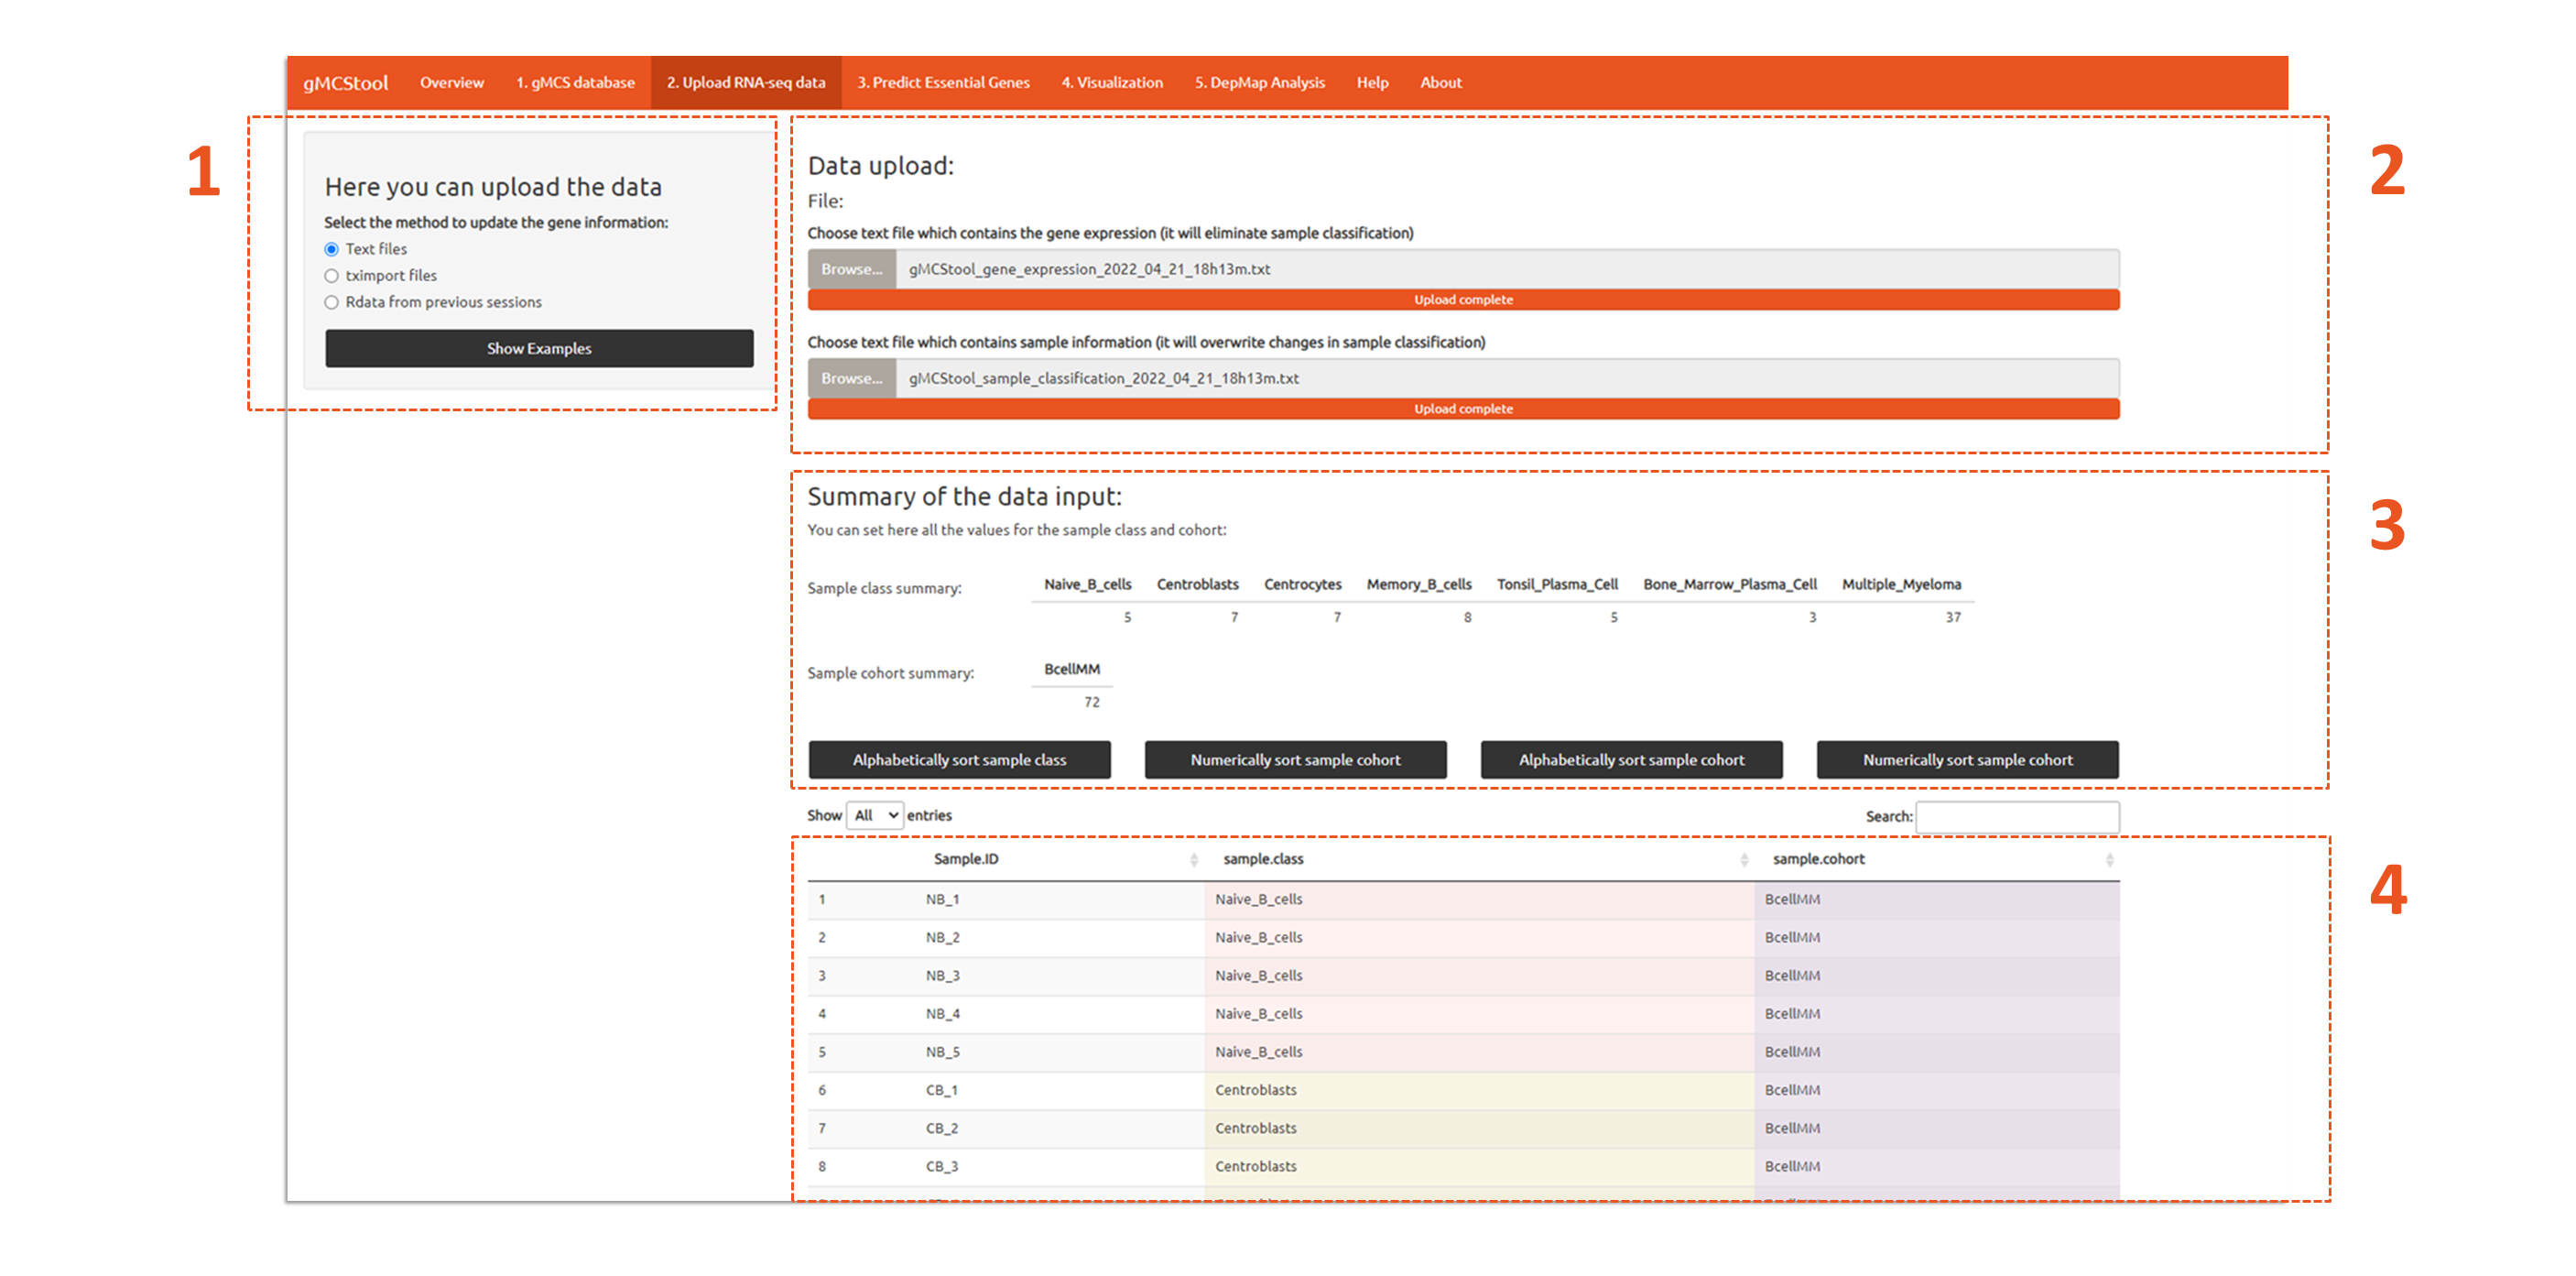 gMCStool Overview 1. gMCS database 2. Upload RNA-seq data 3. Predict Essential Genes 4. Visualization 5. DepMap Analysis Help About
1
Here you can upload the data
Select the method to update the gene information:
Text files
tximport files
Rdata from previous sessions
Show Examples
2
Data upload:
File:
Choose text file which contains the gene expression (it will eliminate sample classification)
Browse... gMCStool_gene_expression_2022_04_21_18h13m.txt
Upload complete
Choose text file which contains sample information (it will overwrite changes in sample classification)
Browse... gMCStool_sample_classification_2022_04_21_18h13m.txt
Upload complete
3
Summary of the data input:
You can set here all the values for the sample class and cohort:
Sample class summary: Naive_B_cells Centroblasts Centrocytes Memory_B_cells Tonsil_Plasma_Cell Bone_Marrow_Plasma_Cell Multiple_Myeloma
5 7 7 8 5 3 37
Sample cohort summary: BcellMM
72
Alphabetically sort sample class Numerically sort sample cohort Alphabetically sort sample cohort Numerically sort sample cohort
Show All entries Search:
4
Sample.ID sample.class sample.cohort
1 NB_1 Naive_B_cells BcellMM
2 NB_2 Naive_B_cells BcellMM
3 NB_3 Naive_B_cells BcellMM
4 NB_4 Naive_B_cells BcellMM
5 NB_5 Naive_B_cells BcellMM
6 CB_1 Centroblasts BcellMM
7 CB_2 Centroblasts BcellMM
8 CB_3 Centroblasts BcellMM